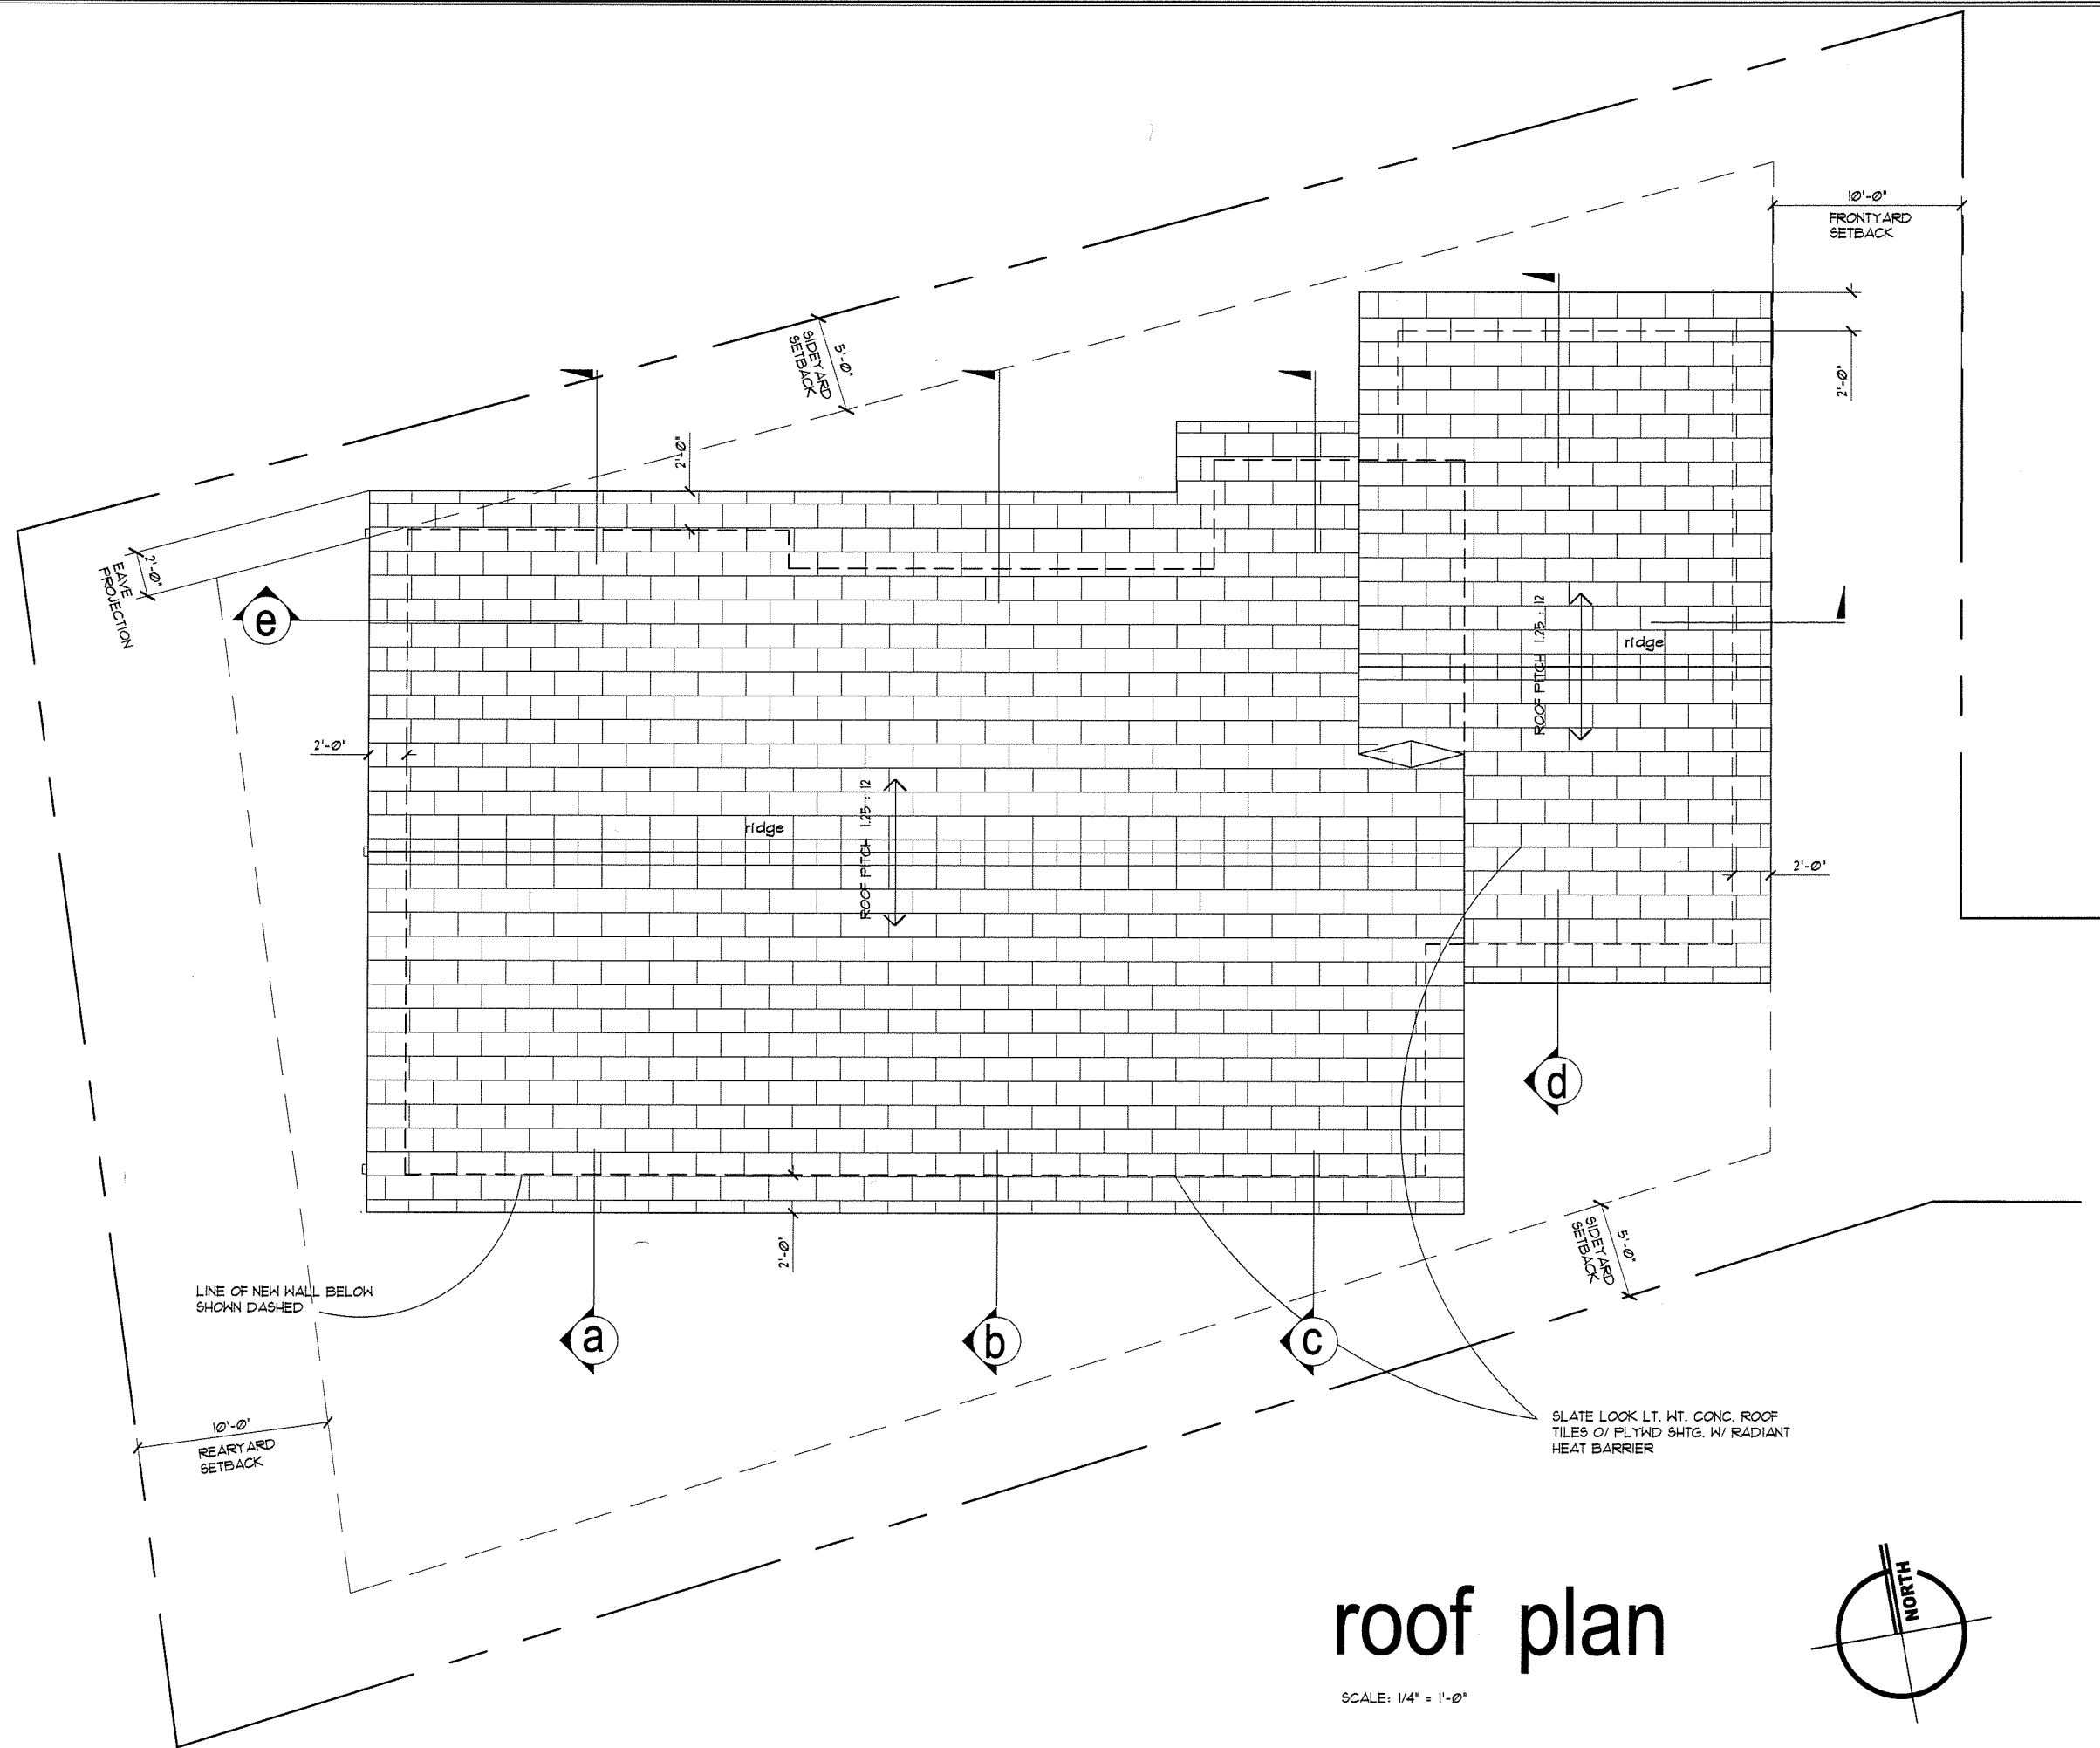 10'-0"
FRONTYARD
SETBACK
5'-0"
SIDEYARD
SETBACK
2'-0"
2'-0"
2'-0"
EAVE
PROJECTION
e
ROOF PITCH 1.25 : 12
ridge
2'-0"
ROOF PITCH 1.25 : 12
ridge
2'-0"
d
2'-0"
5'-0"
SIDEYARD
SETBACK
LINE OF NEW WALL BELOW
SHOWN DASHED
a
b
c
10'-0"
REARYARD
SETBACK
SLATE LOOK LT. WT. CONC. ROOF
TILES O/ PLYWD SHTG. W/ RADIANT
HEAT BARRIER
roof plan
NORTH
SCALE: 1/4" = 1'-0"